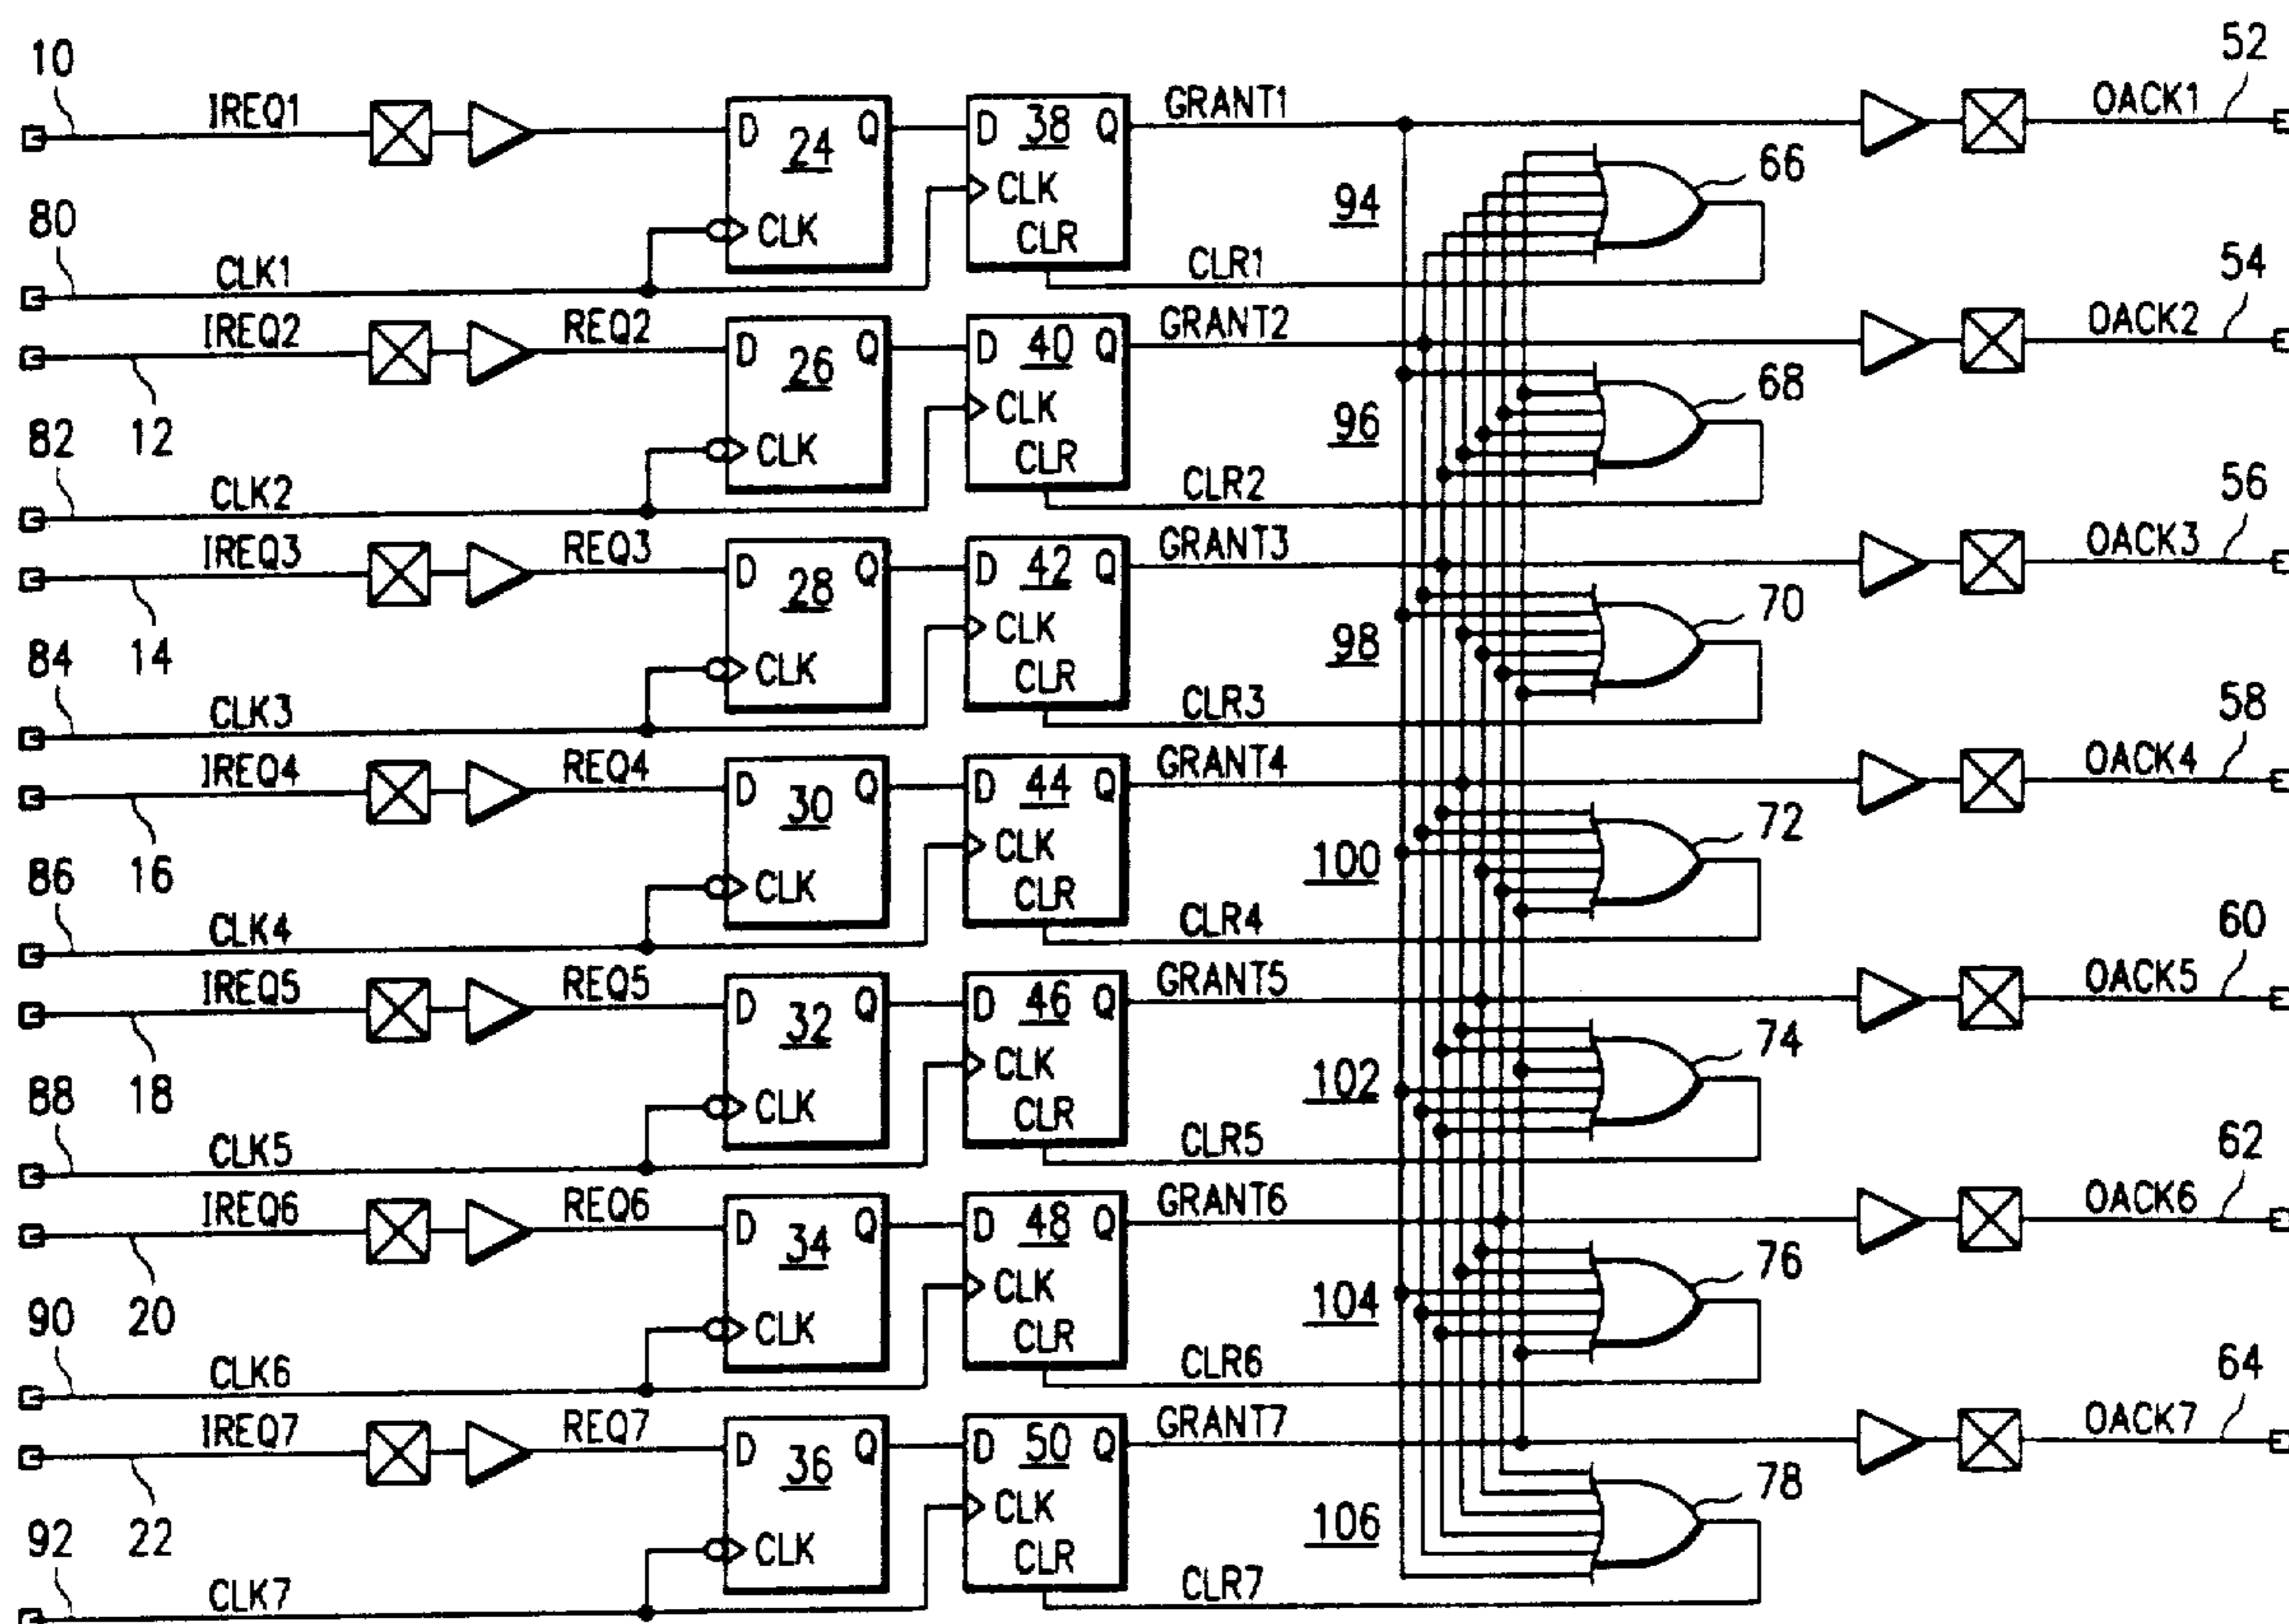 10 IREQ1 D 24 Q D 38 Q GRANT1 OACK1 52
CLK 94 66
80 CLK CLR
CLK1 CLR1 54
IREQ2 REQ2 D 26 Q D 40 Q GRANT2 OACK2
CLK 96 68
82 12 CLK CLR
CLK2 CLR2 56
IREQ3 REQ3 D 28 Q D 42 Q GRANT3 OACK3
CLK 98 70
84 14 CLK CLR
CLK3 CLR3 58
IREQ4 REQ4 D 30 Q D 44 Q GRANT4 OACK4
CLK 100 72
86 16 CLK CLR
CLK4 CLR4 60
IREQ5 REQ5 D 32 Q D 46 Q GRANT5 OACK5
CLK 102 74
88 18 CLK CLR
CLK5 CLR5 62
IREQ6 REQ6 D 34 Q D 48 Q GRANT6 OACK6
CLK 104 76
90 20 CLK CLR
CLK6 CLR6 64
IREQ7 REQ7 D 36 Q D 50 Q GRANT7 OACK7
CLK 106 78
92 22 CLK CLR
CLK7 CLR7